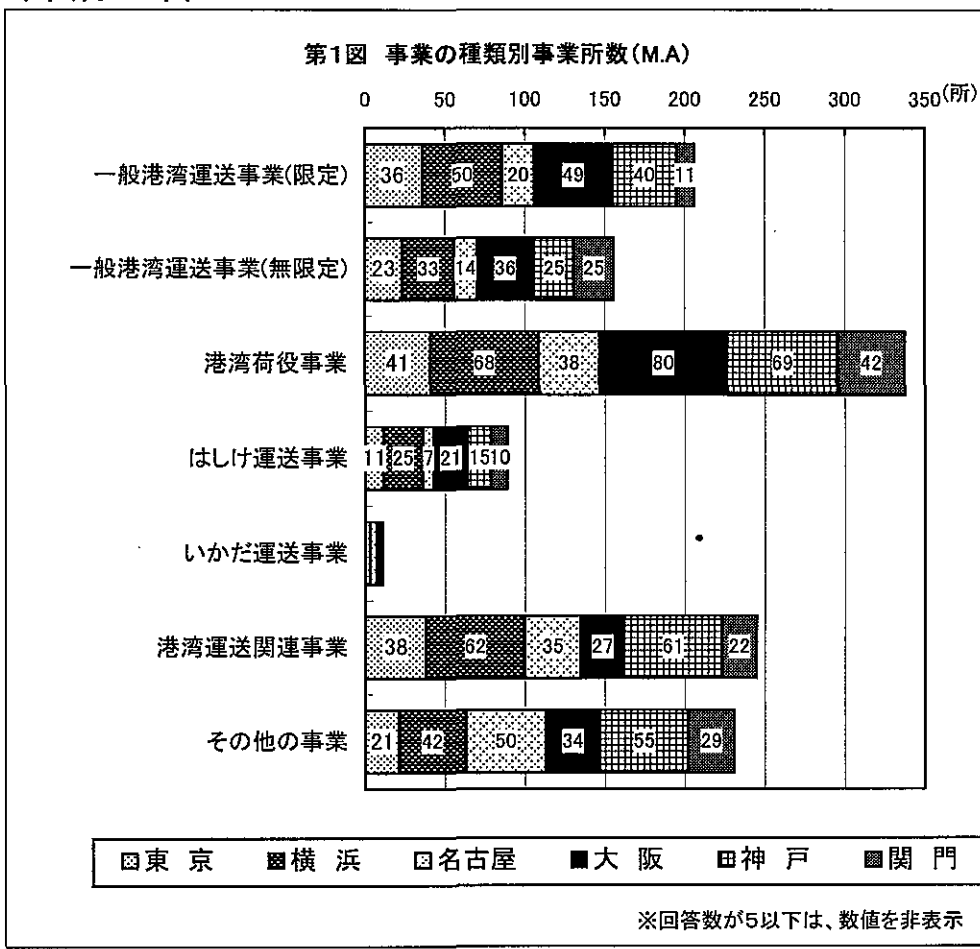 第1図 事業の種類別事業所数(M.A)
0 50 100 150 200 250 300 350(所)
一般港湾運送事業(限定) 36 50 20 49 40 11
一般港湾運送事業(無限定) 23 33 14 36 25 25
港湾荷役事業 41 68 38 80 69 42
はしけ運送事業 11 25 7 21 15 10
いかだ運送事業
港湾運送関連事業 38 62 35 27 61 22
その他の事業 21 42 50 34 55 29
東 京 横 浜 名古屋 大 阪 神 戸 関 門
※回答数が5以下は、数値を非表示